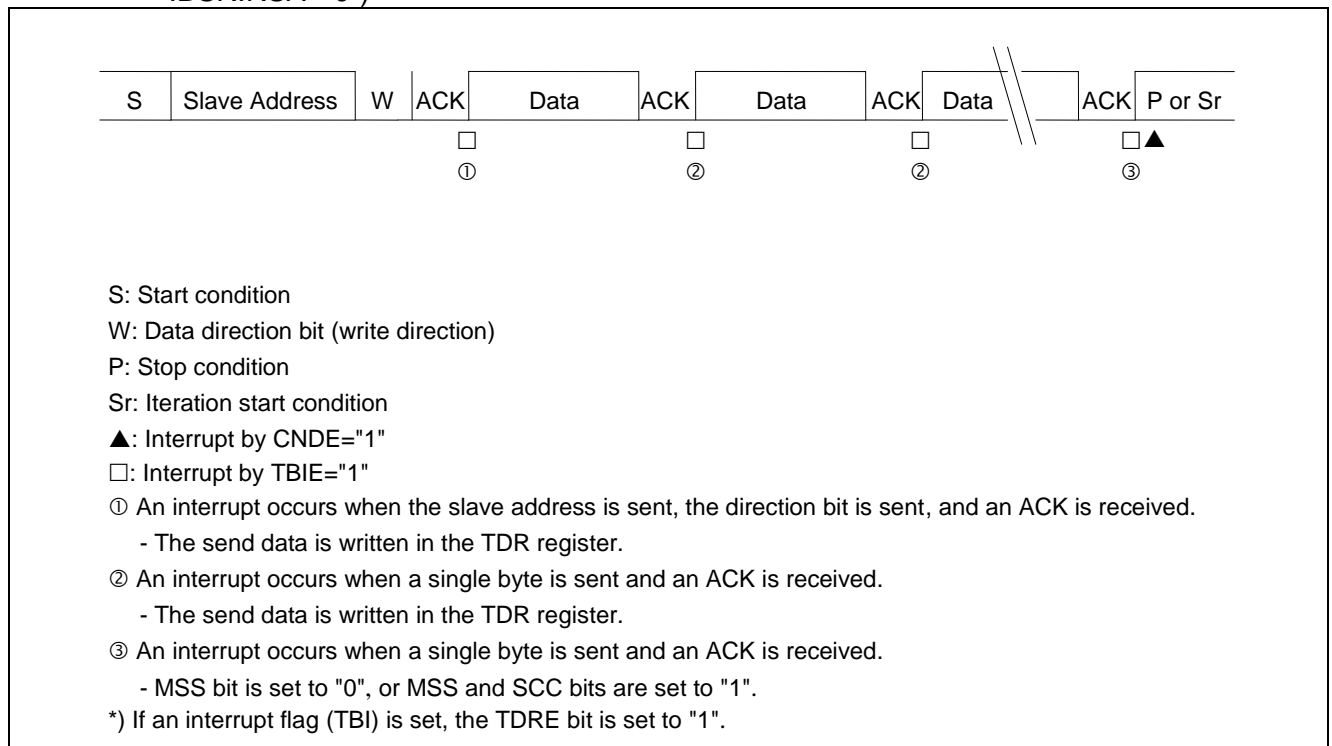 S Slave Address W ACK Data ACK Data ACK Data ACK P or Sr
□ □ □ □▲
① ② ② ③
S: Start condition
W: Data direction bit (write direction)
P: Stop condition
Sr: Iteration start condition
▲: Interrupt by CNDE="1"
□: Interrupt by TBIE="1"
① An interrupt occurs when the slave address is sent, the direction bit is sent, and an ACK is received.
- The send data is written in the TDR register.
② An interrupt occurs when a single byte is sent and an ACK is received.
- The send data is written in the TDR register.
③ An interrupt occurs when a single byte is sent and an ACK is received.
- MSS bit is set to "0", or MSS and SCC bits are set to "1".
*) If an interrupt flag (TBI) is set, the TDRE bit is set to "1".